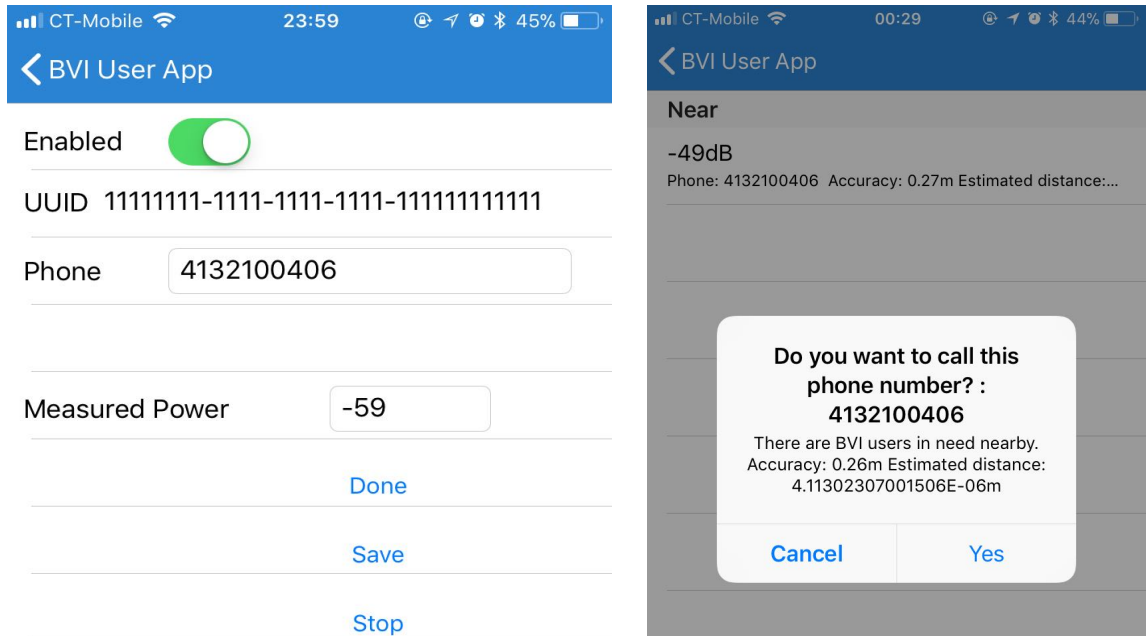 CT-Mobile 23:59 45%
BVI User App
Enabled
UUID 11111111-1111-1111-1111-111111111111
Phone 4132100406
Measured Power -59
Done
Save
Stop
CT-Mobile 00:29 44%
BVI User App
Near
-49dB
Phone: 4132100406 Accuracy: 0.27m Estimated distance:...
Do you want to call this
phone number? :
4132100406
There are BVI users in need nearby.
Accuracy: 0.26m Estimated distance:
4.11302307001506E-06m
Cancel Yes